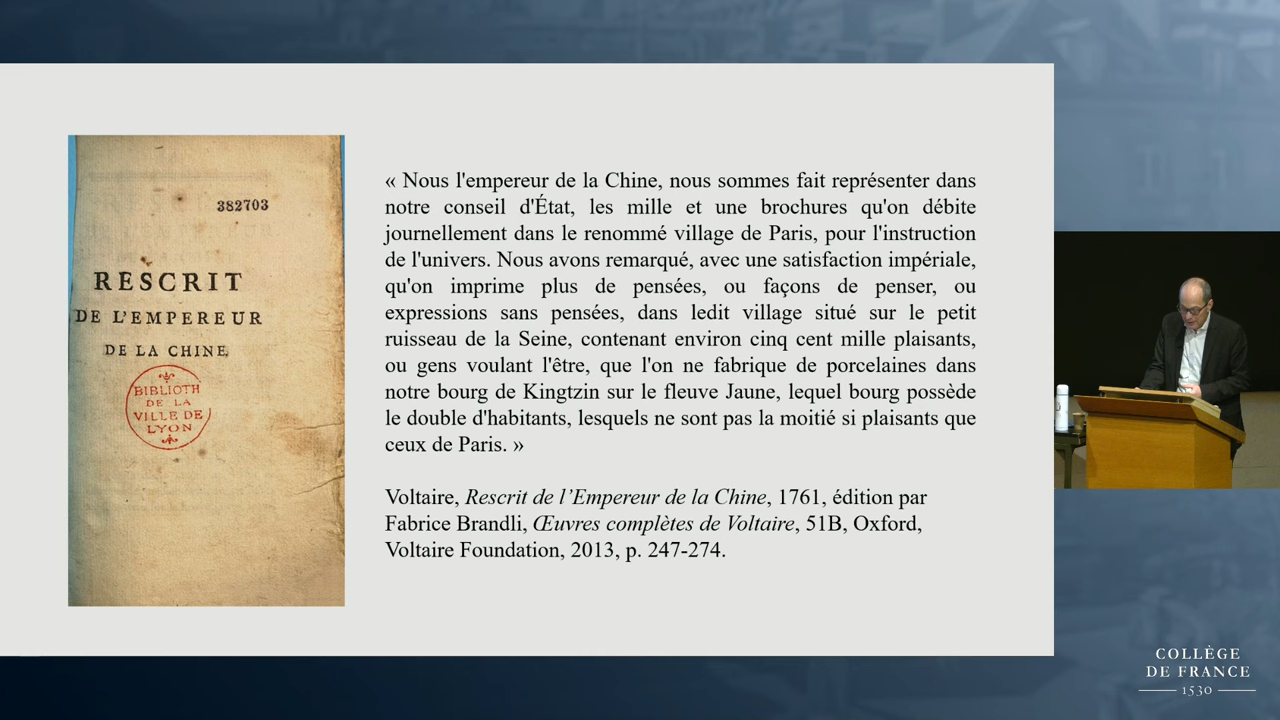 382703
RESCRIT
DE L'EMPEREUR
DE LA CHINE.
BIBLIOTH
DE LA
VILLE DE
LYON
« Nous l'empereur de la Chine, nous sommes fait représenter dans
notre conseil d'État, les mille et une brochures qu'on débite
journellement dans le renommé village de Paris, pour l'instruction
de l'univers. Nous avons remarqué, avec une satisfaction impériale,
qu'on imprime plus de pensées, ou façons de penser, ou
expressions sans pensées, dans ledit village situé sur le petit
ruisseau de la Seine, contenant environ cinq cent mille plaisants,
ou gens voulant l'être, que l'on ne fabrique de porcelaines dans
notre bourg de Kingtzin sur le fleuve Jaune, lequel bourg possède
le double d'habitants, lesquels ne sont pas la moitié si plaisants que
ceux de Paris. »
Voltaire, Rescrit de l’Empereur de la Chine, 1761, édition par
Fabrice Brandli, Œuvres complètes de Voltaire, 51B, Oxford,
Voltaire Foundation, 2013, p. 247-274.
COLLÈGE
DE FRANCE
1530